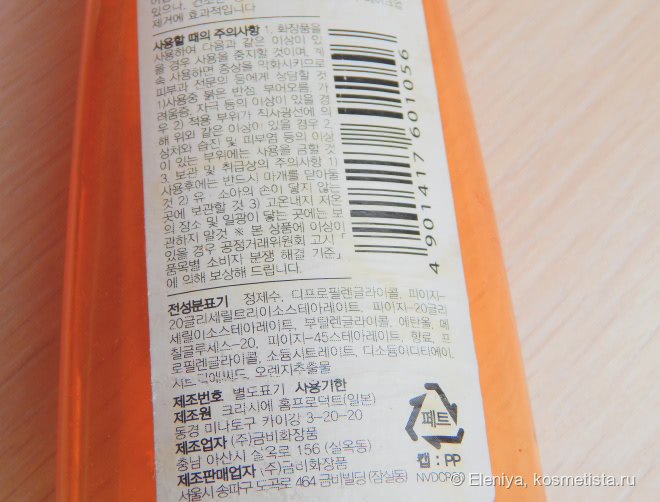 제거에 효과적입니다
사용할 때의 주의사항 1. 화장품을
사용하여 다음과 같은 이상이 있
을 경우 사용을 중지할 것이며, 계
속 사용하면 증상을 악화시키므로
피부과 전문의 등에게 상담할 것
1)사용중 붉은 반점, 부어오름, 가
려움증, 자극 등의 이상이 있을 경
우 2) 적용 부위가 직사광선에 의
해 위와 같은 이상이 있을 경우 2.
상처와 습진 및 피부염 등의 이상
이 있는 부위에는 사용을 금할것
3. 보관 및 취급상의 주의사항 1)
사용후에는 반드시 마개를 닫아둘
것 2) 유 · 소아의 손이 닿지 않는
곳에 보관할 것 3) 고온내지 저온
의 장소 및 일광이 닿는 곳에는 보
관하지 말것 ※ 본 상품에 이상이
있을 경우 공정거래위원회 고시「
품목별 소비자 분쟁 해결 기준」
에 의해 보상해 드립니다.
4 901417 601056
전성분표기 정제수, 디프로필렌글라이콜, 피이지-
20글리세릴트리이소스테아레이트, 피이지-20글리
세릴이소스테아레이트, 부틸렌글라이콜, 에탄올, 메
칠글루세스-20, 피이지-45스테아레이트, 향료, 프
로필렌글라이콜, 소듐시트레이트, 디소듐이디티에이,
오렌지추출물
제조번호 별도표기 사용기한
제조원 크라시에 홈프로덕트(일본)
동경 미나토구 카이강 3-20-20
제조업자 (주)금비화장품
충남 아산시 실옥로 156 (실옥동)
제조판매업자 (주)금비화장품
서울시 송파구 도곡로 464 금비빌딩 (잠실동)
페트
캡 : PP
© Eleniya, kosmetista.ru